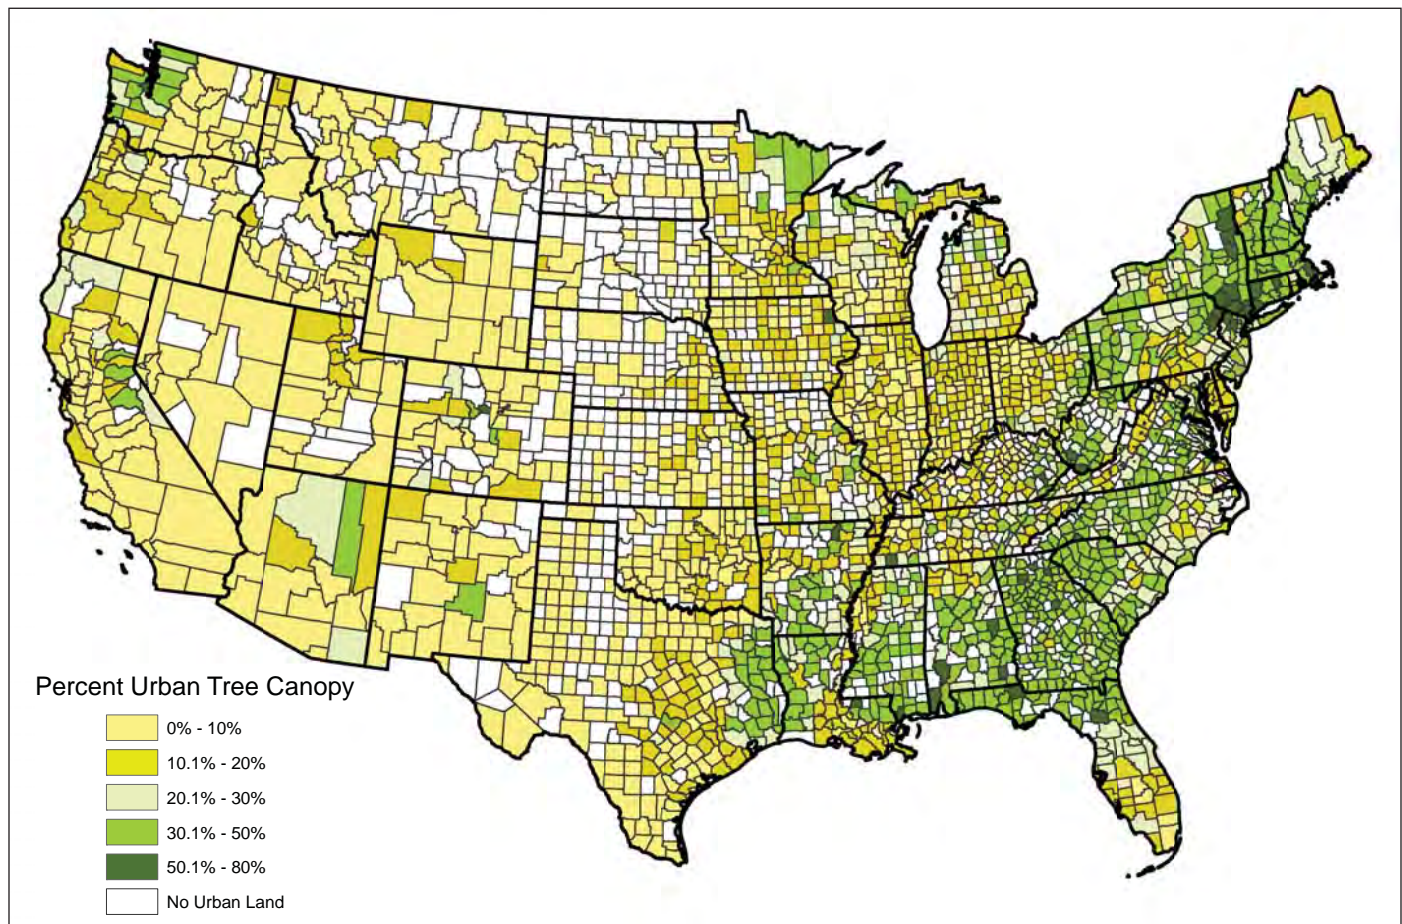 Percent Urban Tree Canopy
0% - 10%
10.1% - 20%
20.1% - 30%
30.1% - 50%
50.1% - 80%
No Urban Land